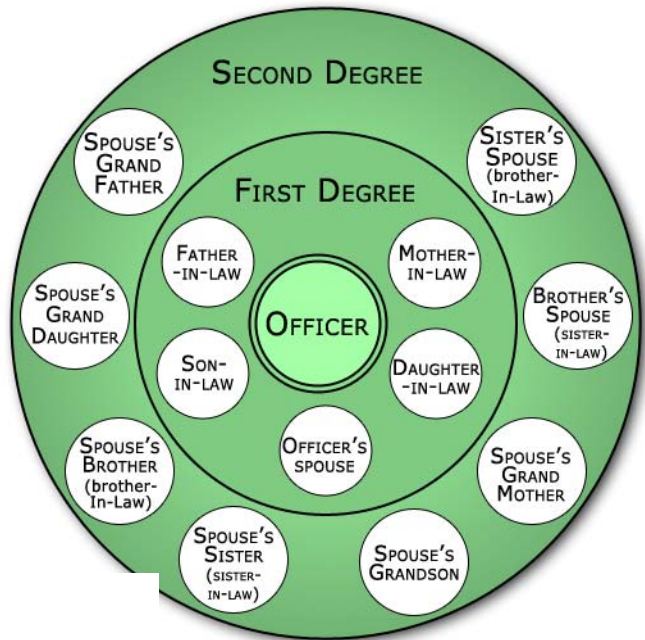 SECOND DEGREE
SPOUSE'S
GRAND
FATHER
SISTER'S
SPOUSE
(brother-
In-Law)
FIRST DEGREE
FATHER
-IN-LAW
MOTHER-
IN-LAW
OFFICER
SPOUSE'S
GRAND
DAUGHTER
BROTHER'S
SPOUSE
(SISTER-
IN-LAW)
SON-
IN-LAW
DAUGHTER
-IN-LAW
OFFICER'S
SPOUSE
SPOUSE'S
BROTHER
(brother-
In-Law)
SPOUSE'S
GRAND
MOTHER
SPOUSE'S
SISTER
(SISTER-
IN-LAW)
SPOUSE'S
GRANDSON